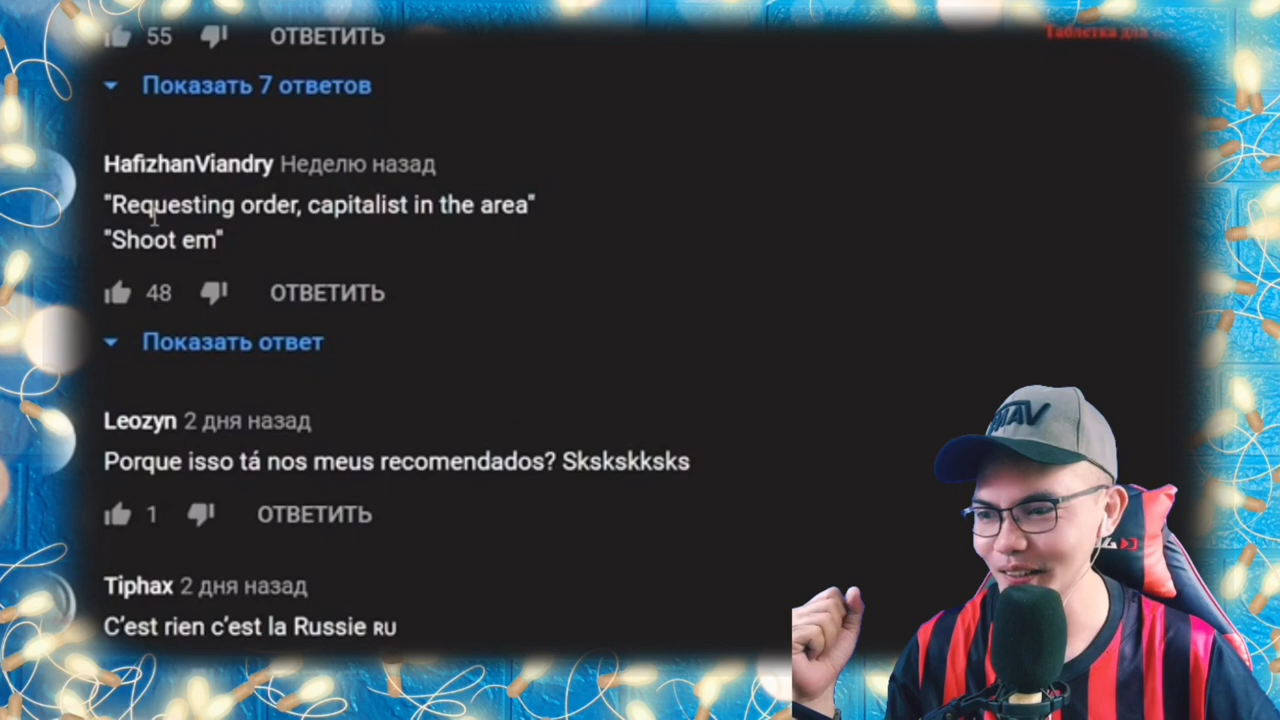 Таблетка для
55 ОТВЕТИТЬ
Показать 7 ответов
HafizhanViandry Неделю назад
"Requesting order, capitalist in the area"
"Shoot em"
48 ОТВЕТИТЬ
Показать ответ
Leozyn 2 дня назад
Porque isso tá nos meus recomendados? Skskskksks
1 ОТВЕТИТЬ
Tiphax 2 дня назад
C'est rien c'est la Russie RU